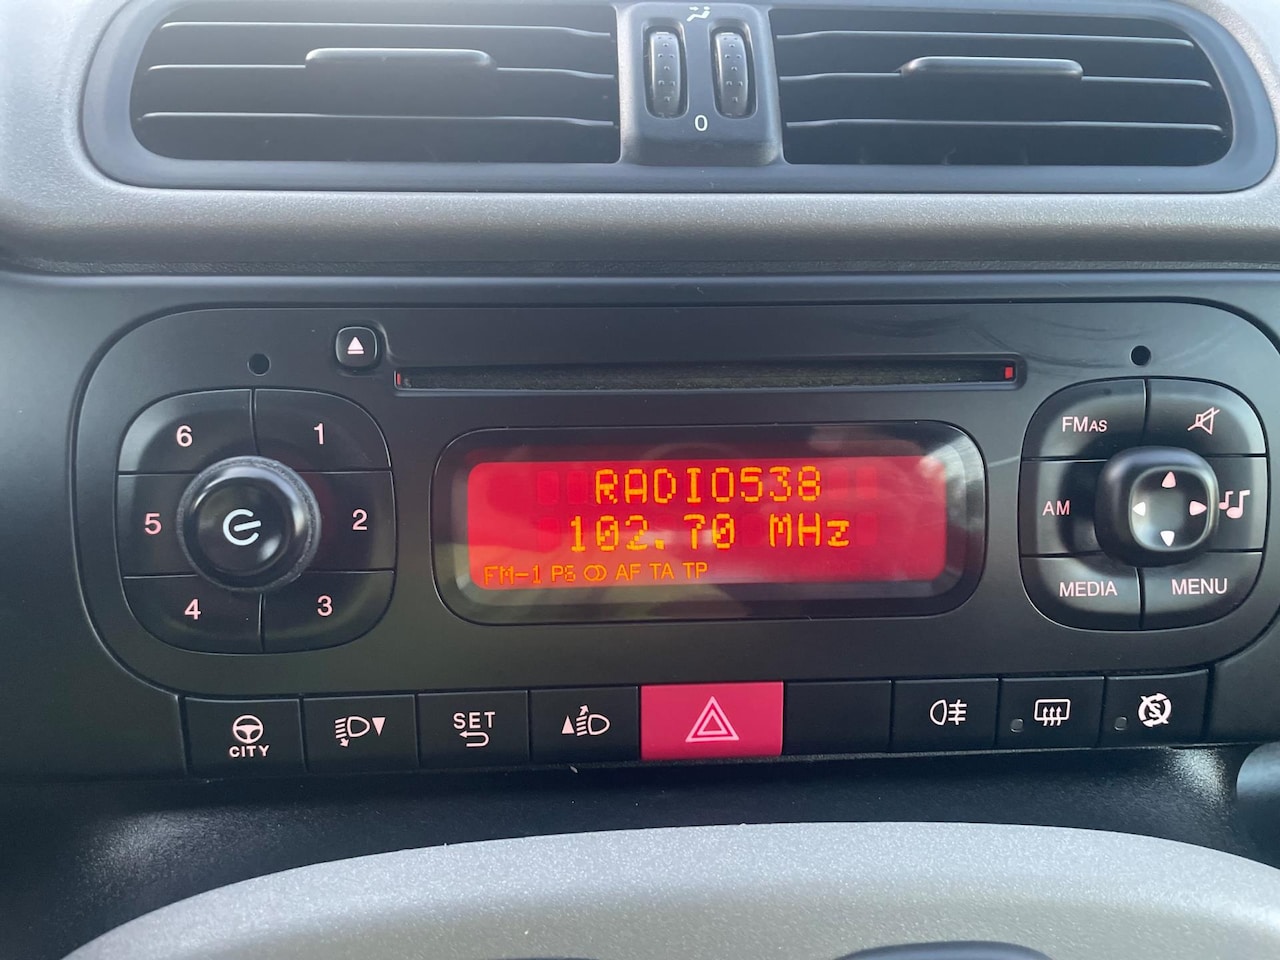 0
6 1
5 2
4 3
RADIO538
102.70 MHz
FM-1 PS AF TA TP
FMAS
AM
MEDIA MENU
CITY
SET